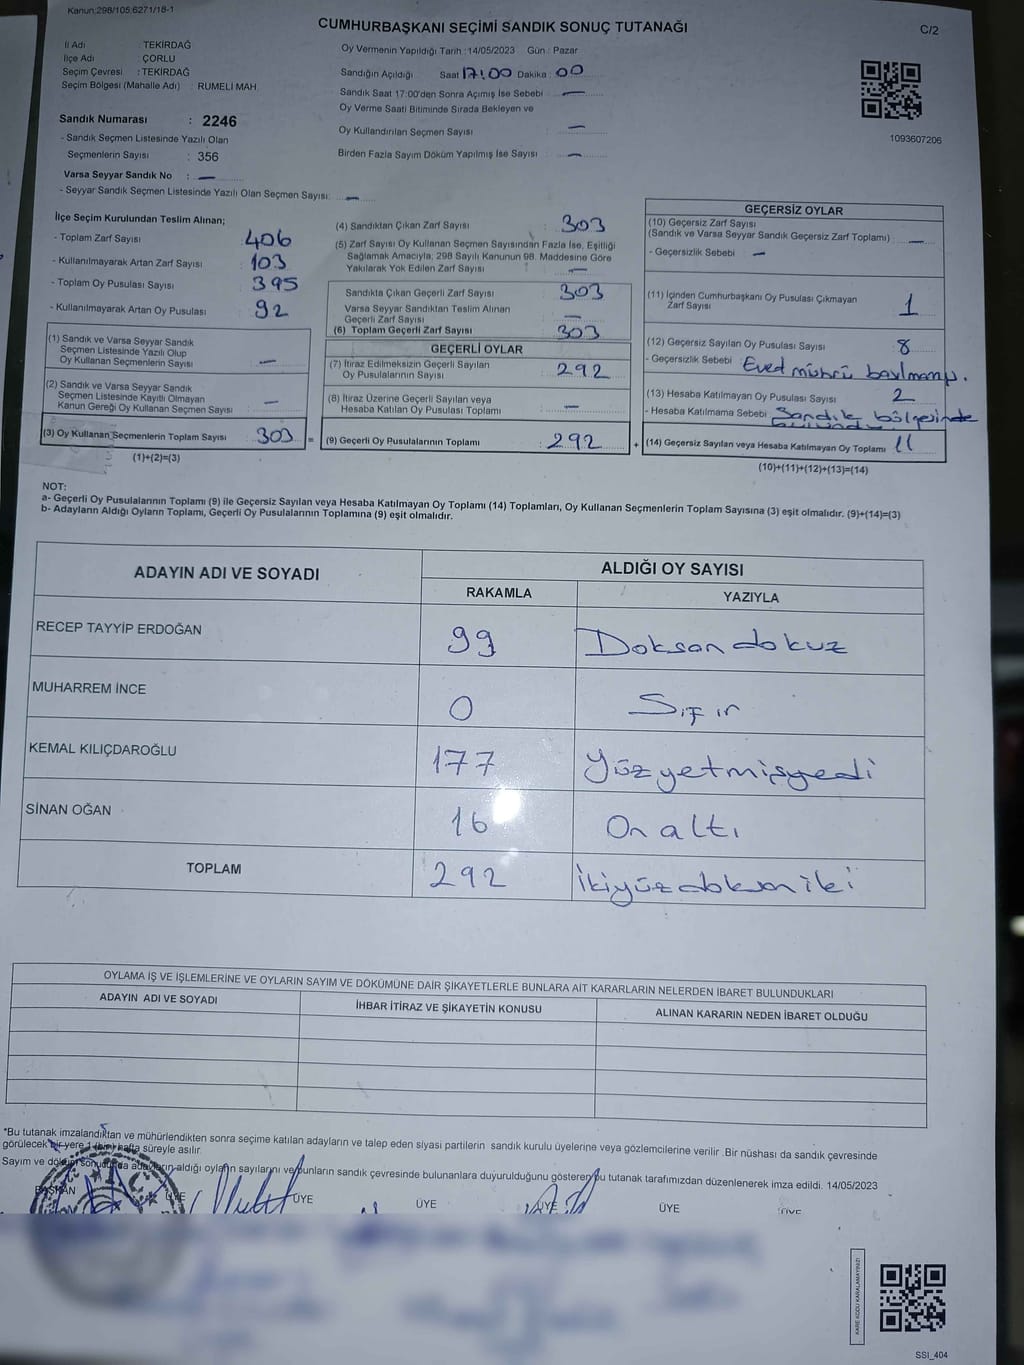 Kanun:298/105,6271/18-1
CUMHURBAŞKANI SEÇİMİ SANDIK SONUÇ TUTANAĞI
C/2
İl Adı : TEKİRDAĞ
İlçe Adı : ÇORLU
Seçim Çevresi : TEKİRDAĞ
Seçim Bölgesi (Mahalle Adı) : RUMELİ MAH.
Sandık Numarası : 2246
- Sandık Seçmen Listesinde Yazılı Olan
Seçmenlerin Sayısı : 356
Varsa Seyyar Sandık No : —
- Seyyar Sandık Seçmen Listesinde Yazılı Olan Seçmen Sayısı: —
Oy Vermenin Yapıldığı Tarih : 14/05/2023 Gün : Pazar
Sandığın Açıldığı Saat 17:00 Dakika : 00
Sandık Saat 17:00'den Sonra Açımış İse Sebebi : —
Oy Verme Saati Bitiminde Sırada Bekleyen ve
Oy Kullandırılan Seçmen Sayısı : —
Birden Fazla Sayım Döküm Yapılmış İse Sayısı : —
1093607206
İlçe Seçim Kurulundan Teslim Alınan;
- Toplam Zarf Sayısı : 406
- Kullanılmayarak Artan Zarf Sayısı : 103
- Toplam Oy Pusulası Sayısı : 395
- Kullanılmayarak Artan Oy Pusulası : 92
(1) Sandık ve Varsa Seyyar Sandık
Seçmen Listesinde Yazılı Olup
Oy Kullanan Seçmenlerin Sayısı : —
(2) Sandık ve Varsa Seyyar Sandık
Seçmen Listesinde Kayıtlı Olmayan
Kanun Gereği Oy Kullanan Seçmen Sayısı : —
(3) Oy Kullanan Seçmenlerin Toplam Sayısı : 303 =
(1)+(2)=(3)
(4) Sandıktan Çıkan Zarf Sayısı : 303
(5) Zarf Sayısı Oy Kullanan Seçmen Sayısından Fazla İse, Eşitliği
Sağlamak Amacıyla; 298 Sayılı Kanunun 98. Maddesine Göre
Yakılarak Yok Edilen Zarf Sayısı : —
Sandıkta Çıkan Geçerli Zarf Sayısı : 303
Varsa Seyyar Sandıktan Teslim Alınan
Geçerli Zarf Sayısı : —
(6) Toplam Geçerli Zarf Sayısı : 303
GEÇERLİ OYLAR
(7) İtiraz Edilmeksizin Geçerli Sayılan
Oy Pusulalarının Sayısı : 292
(8) İtiraz Üzerine Geçerli Sayılan veya
Hesaba Katılan Oy Pusulası Toplamı : —
(9) Geçerli Oy Pusulalarının Toplamı : 292 +
GEÇERSİZ OYLAR
(10) Geçersiz Zarf Sayısı
(Sandık ve Varsa Seyyar Sandık Geçersiz Zarf Toplamı) : —
- Geçersizlik Sebebi : —
(11) İçinden Cumhurbaşkanı Oy Pusulası Çıkmayan
Zarf Sayısı : 1
(12) Geçersiz Sayılan Oy Pusulası Sayısı : 8
- Geçersizlik Sebebi : Evet mührü
(13) Hesaba Katılmayan Oy Pusulası Sayısı : 2
- Hesaba Katılmama Sebebi : Sandık bölgesinde
(14) Geçersiz Sayılan veya Hesaba Katılmayan Oy Toplamı : 11
(10)+(11)+(12)+(13)=(14)
NOT:
a- Geçerli Oy Pusulalarının Toplamı (9) ile Geçersiz Sayılan veya Hesaba Katılmayan Oy Toplamı (14) Toplamları, Oy Kullanan Seçmenlerin Toplam Sayısına (3) eşit olmalıdır. (9)+(14)=(3)
b- Adayların Aldığı Oyların Toplamı, Geçerli Oy Pusulalarının Toplamına (9) eşit olmalıdır.
ADAYIN ADI VE SOYADI
ALDIĞI OY SAYISI
RAKAMLA YAZIYLA
RECEP TAYYİP ERDOĞAN 99 Doksan dokuz
MUHARREM İNCE 0 Sıfır
KEMAL KILIÇDAROĞLU 177 Yüz yetmişyedi
SİNAN OĞAN 16 On altı
TOPLAM 292 İkiyüz doksan iki
OYLAMA İŞ VE İŞLEMLERİNE VE OYLARIN SAYIM VE DÖKÜMÜNE DAİR ŞİKAYETLERLE BUNLARA AİT KARARLARIN NELERDEN İBARET BULUNDUKLARI
ADAYIN ADI VE SOYADI İHBAR İTİRAZ VE ŞİKAYETİN KONUSU ALINAN KARARIN NEDEN İBARET OLDUĞU
*Bu tutanak imzalandıktan ve mühürlendikten sonra seçime katılan adayların ve talep eden siyasi partilerin sandık kurulu üyelerine veya gözlemcilerine verilir. Bir nüshası da sandık çevresinde
görülecek bir yere 1 (bir) hafta süreyle asılır.
Sayım ve döküm sonucunda adayların aldığı oyların sayılarını ve bunların sandık çevresinde bulunanlara duyurulduğunu gösteren bu tutanak tarafımızdan düzenlenerek imza edildi. 14/05/2023
BAŞKAN ÜYE ÜYE ÜYE ÜYE ÜYE ÜYE
KARE KODU KARALAMAYINIZ!
SSI_404